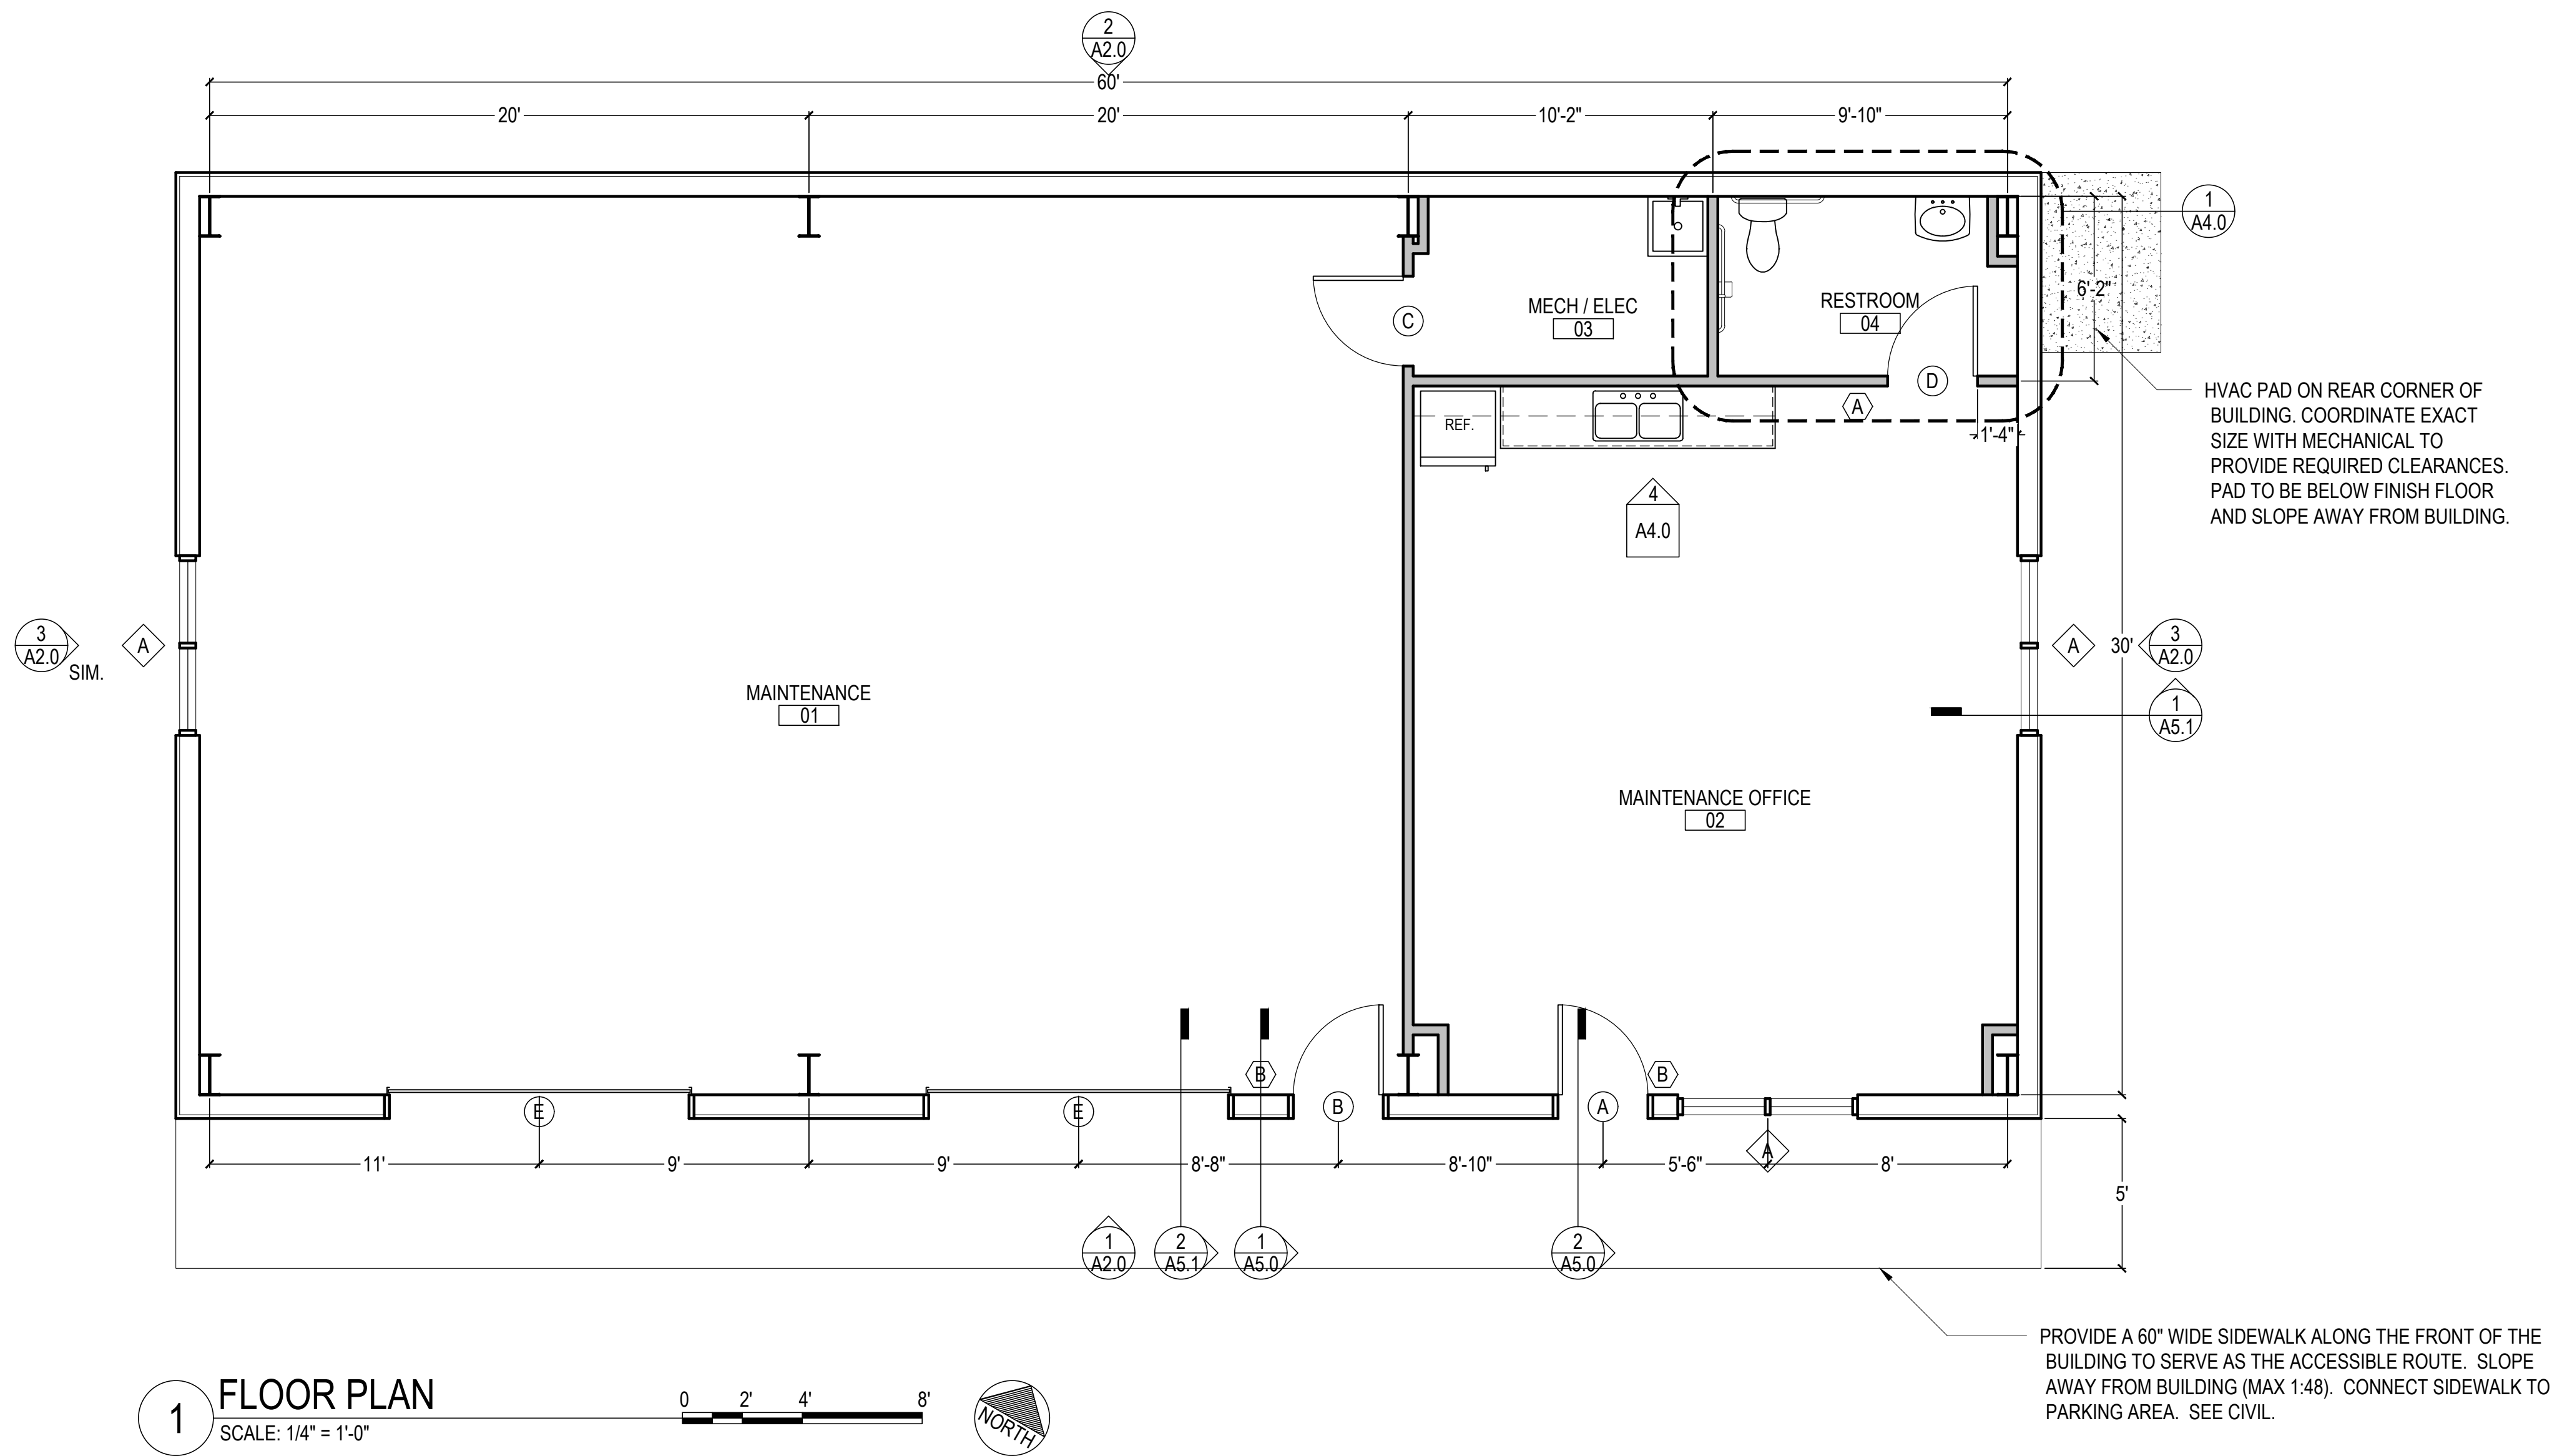 2
A2.0
60'
20'
20'
10'-2"
9'-10"
1
A4.0
6'-2"
C
MECH / ELEC
03
RESTROOM
04
D
A
REF.
1'-4"
HVAC PAD ON REAR CORNER OF
BUILDING. COORDINATE EXACT
SIZE WITH MECHANICAL TO
PROVIDE REQUIRED CLEARANCES.
PAD TO BE BELOW FINISH FLOOR
AND SLOPE AWAY FROM BUILDING.
4
A4.0
3
A2.0
SIM.
A
A
30'
3
A2.0
MAINTENANCE
01
1
A5.1
MAINTENANCE OFFICE
02
B
B
E
E
B
A
A
11'
9'
9'
8'-8"
8'-10"
5'-6"
8'
5'
1
A2.0
2
A5.1
1
A5.0
2
A5.0
PROVIDE A 60" WIDE SIDEWALK ALONG THE FRONT OF THE
BUILDING TO SERVE AS THE ACCESSIBLE ROUTE. SLOPE
AWAY FROM BUILDING (MAX 1:48). CONNECT SIDEWALK TO
PARKING AREA. SEE CIVIL.
1
FLOOR PLAN
SCALE: 1/4" = 1'-0"
0 2' 4' 8'
NORTH